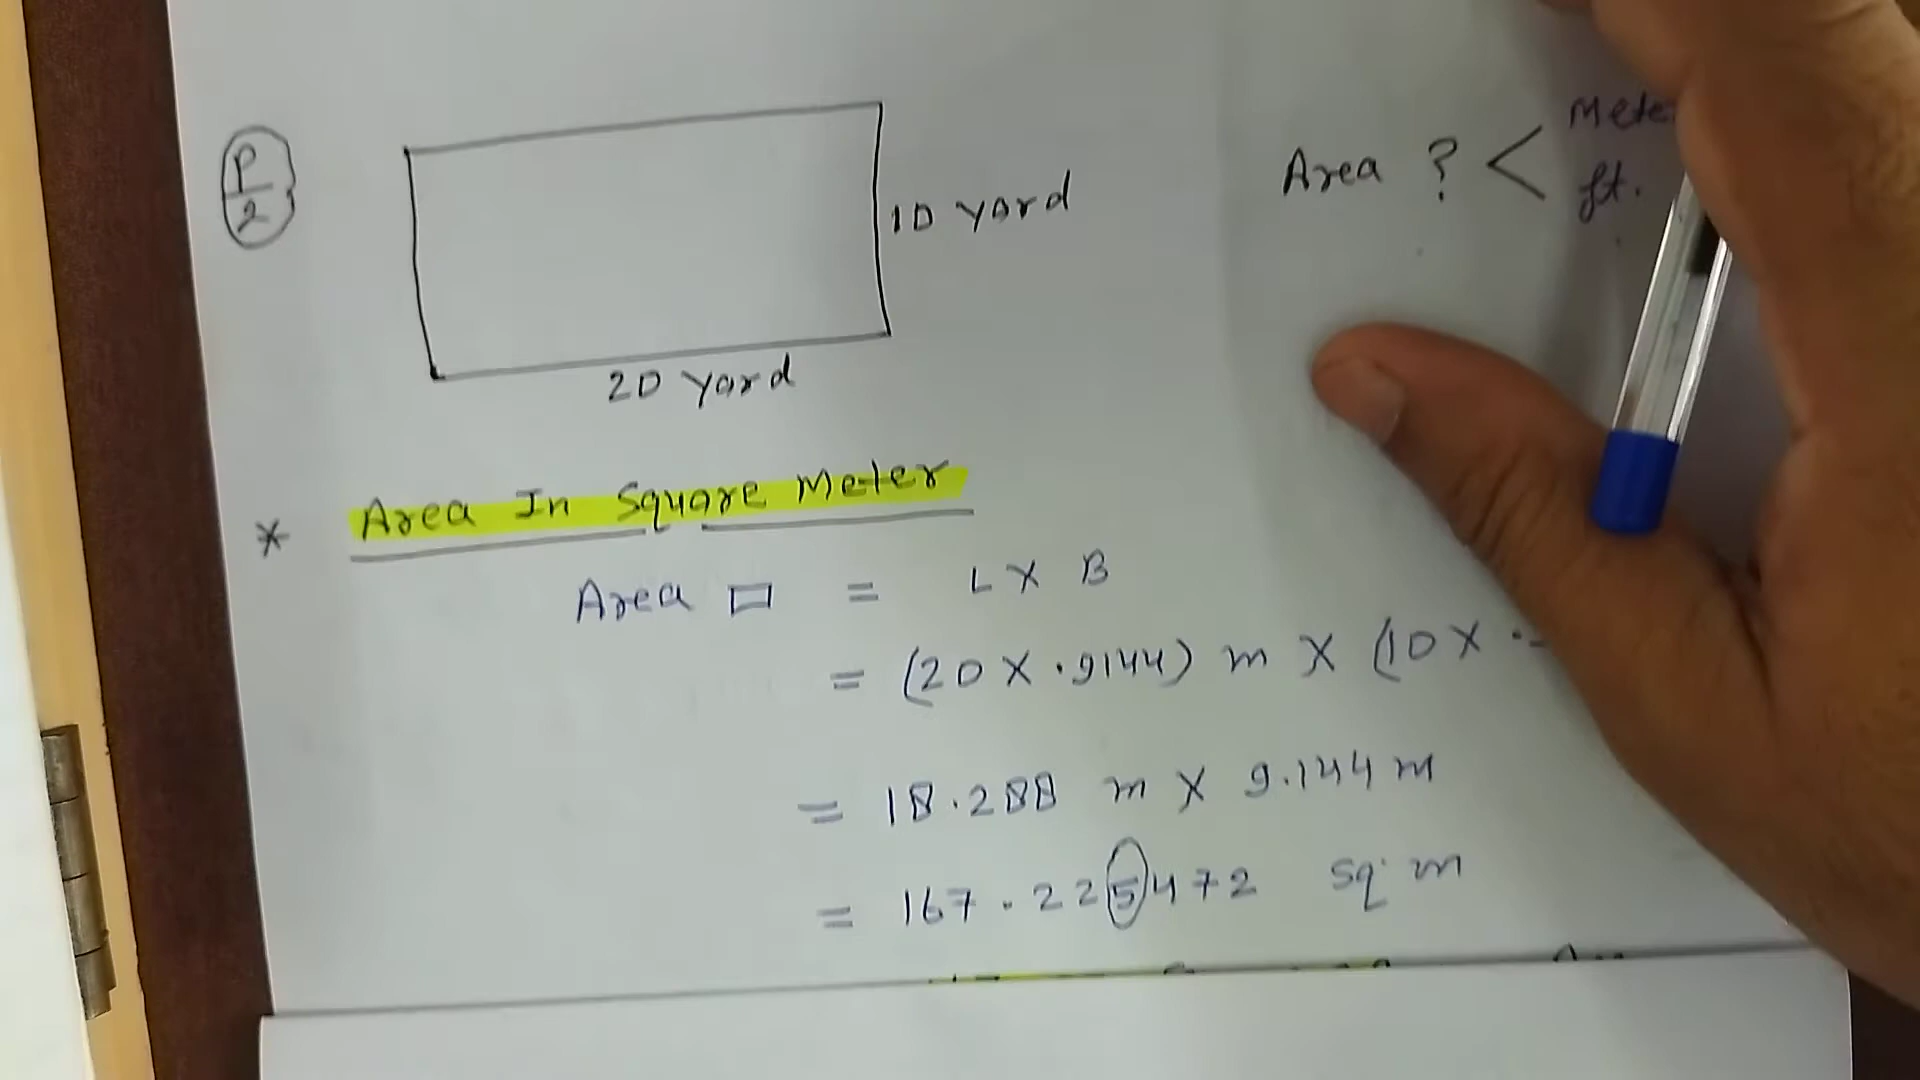 P/2
10 yard
Area ? < Mete
ft.
20 yard
* Area In Square Meter
Area ▭ = L X B
= (20 X .9144) m X (10 X .
= 18.288 m X 9.144 m
= 167.225472 sq m